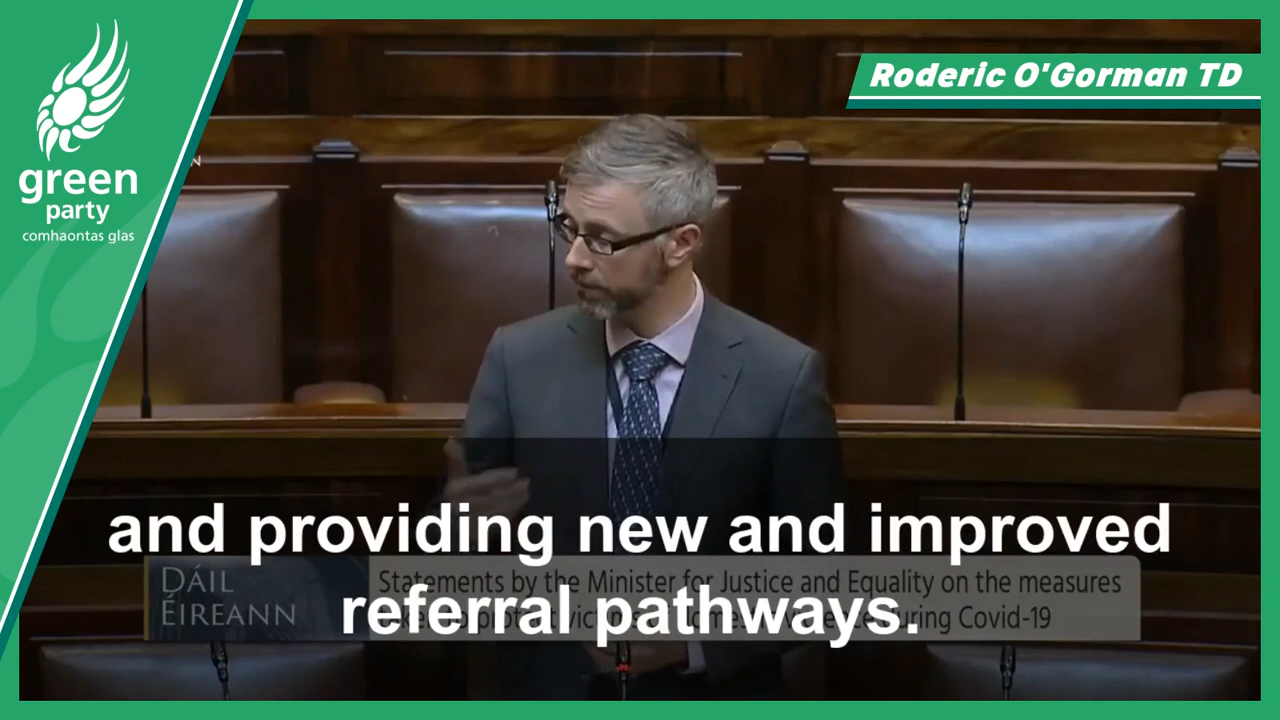 green
party
comhaontas glas
Roderic O'Gorman TD
N
and providing new and improved
referral pathways.
DÁIL
ÉIREANN
Statements by the Minister for Justice and Equality on the measures
during Covid-19